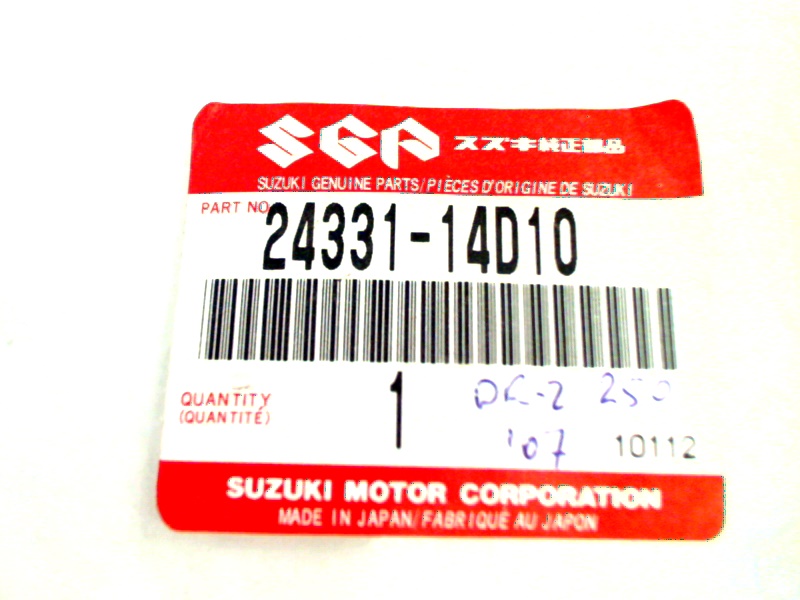 SGP スズキ純正部品
SUZUKI GENUINE PARTS/PIÈCES D'ORIGINE DE SUZUKI
PART NO. 24331-14D10
QUANTITY
(QUANTITÉ)
1
DR-Z 250
'07
10112
SUZUKI MOTOR CORPORATION
MADE IN JAPAN/FABRIQUÉ AU JAPON